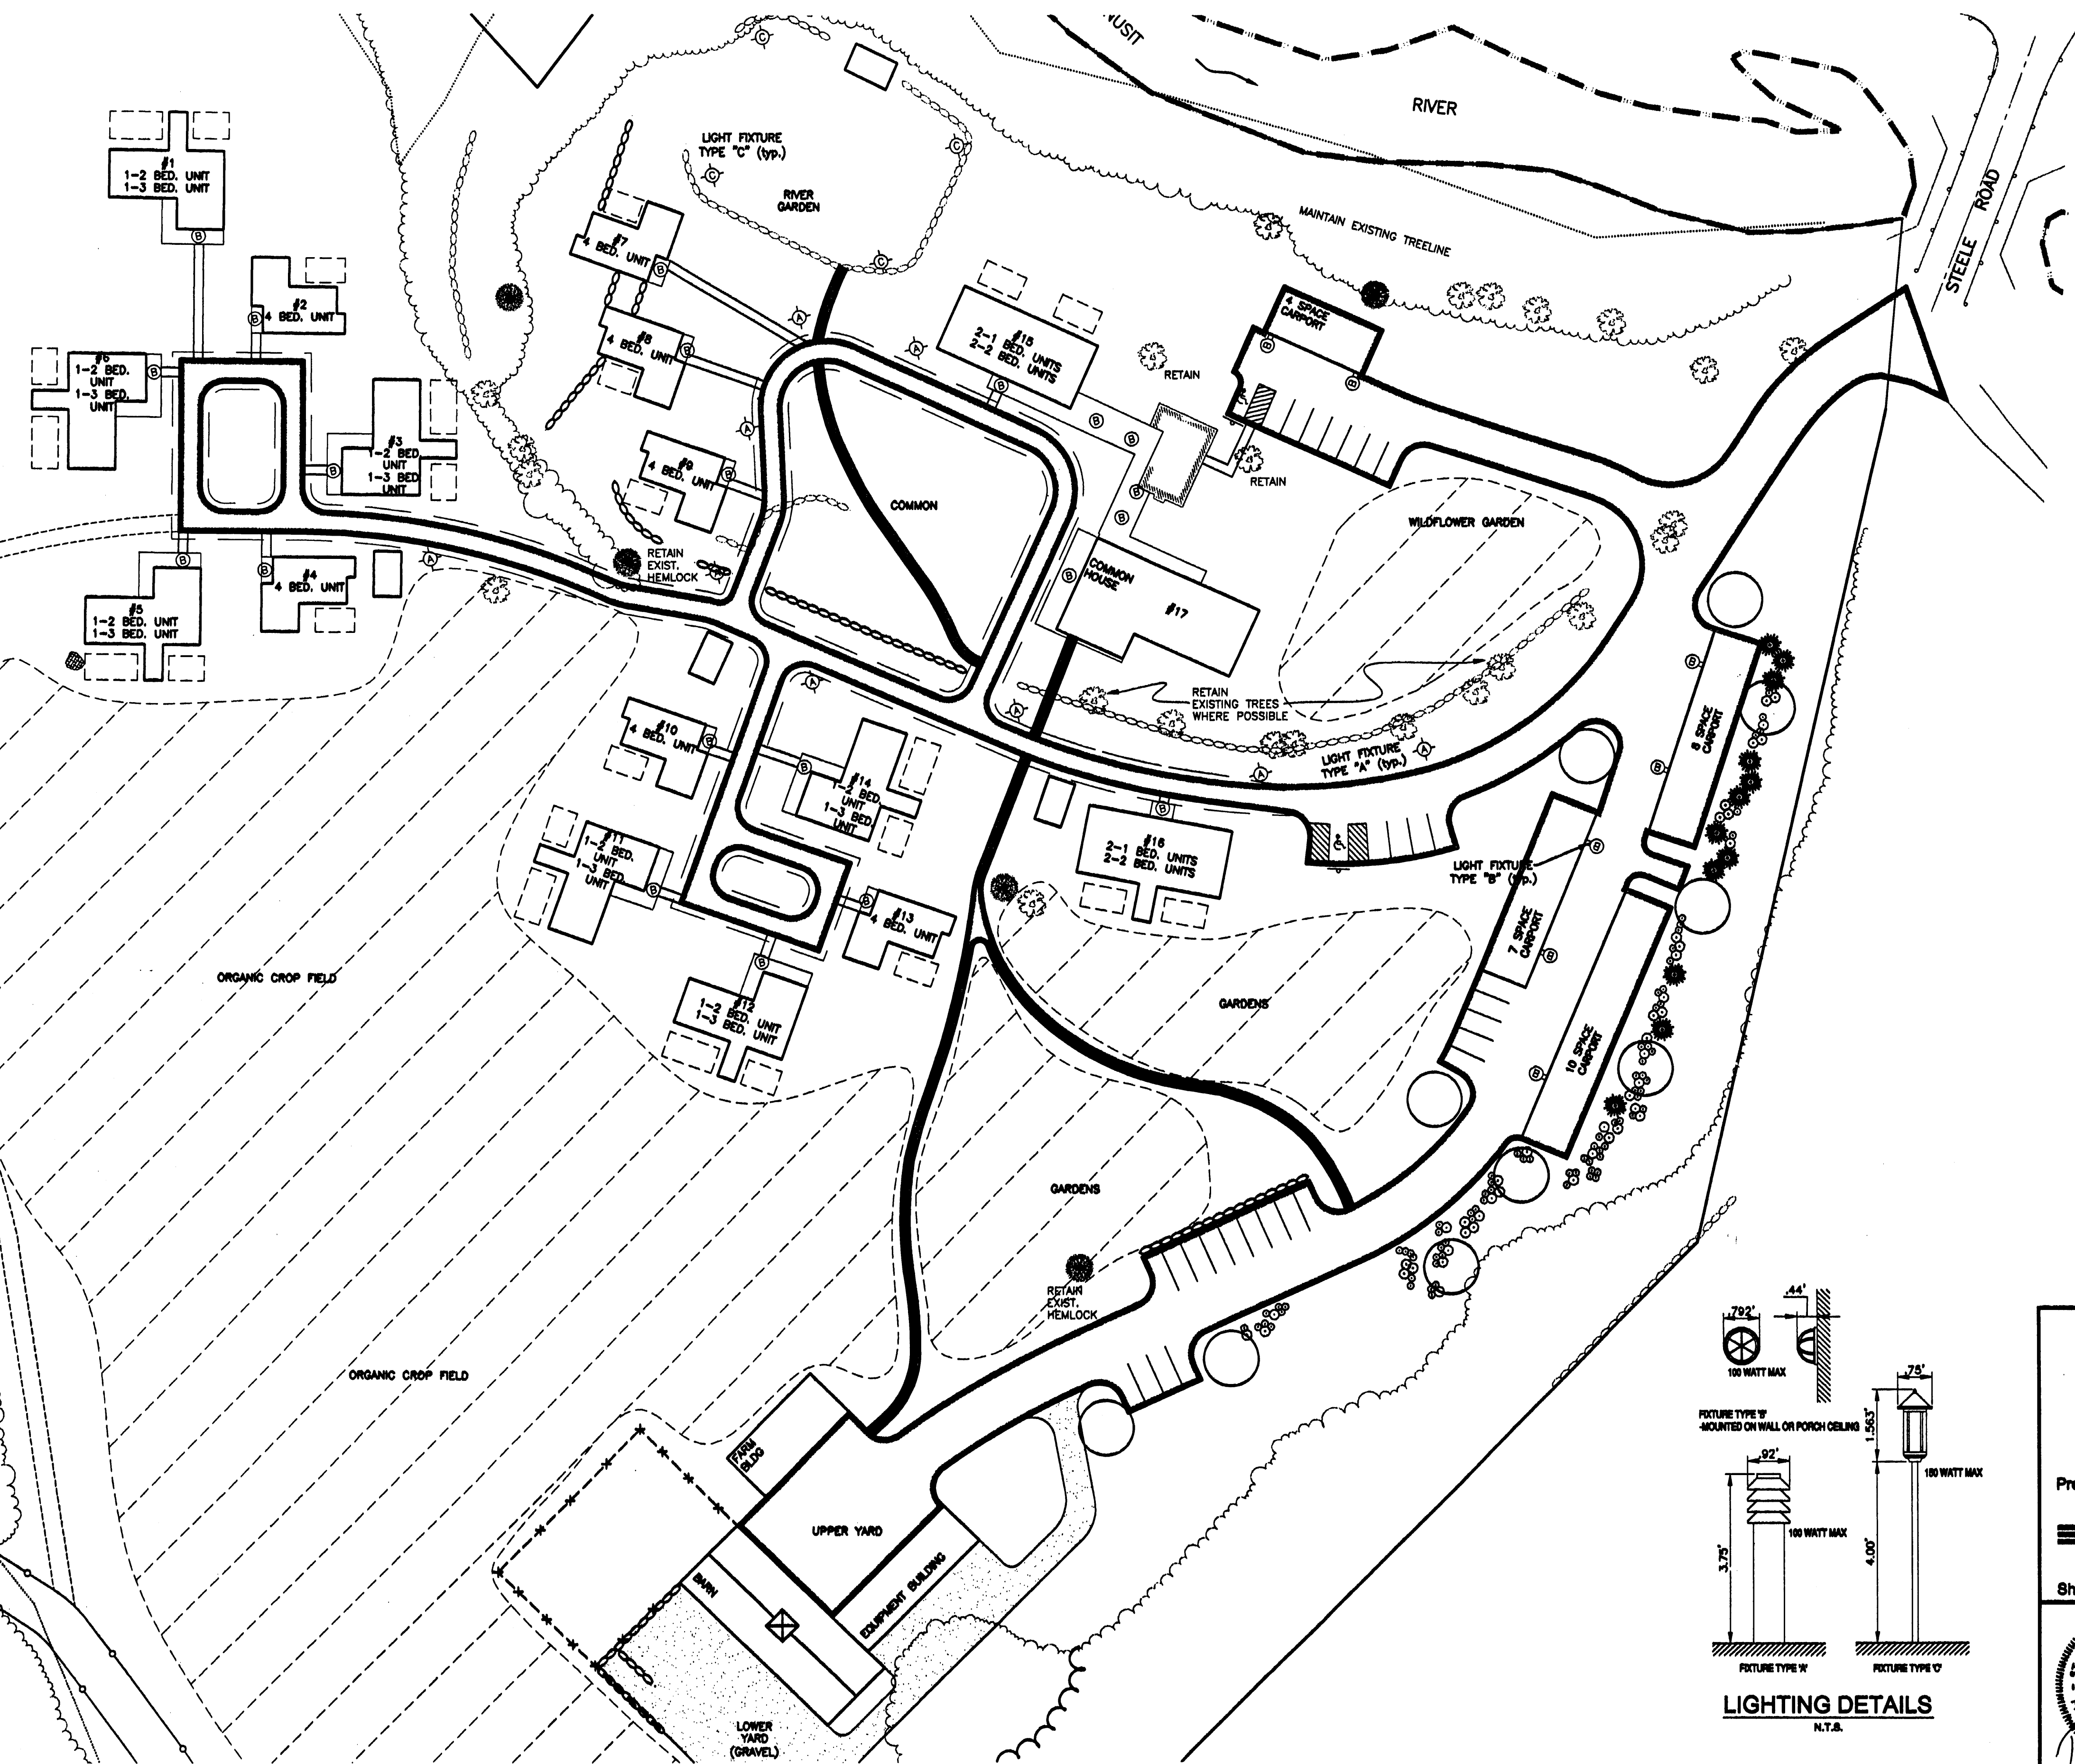 NUSIT
RIVER
STEELE ROAD
MAINTAIN EXISTING TREELINE
LIGHT FIXTURE
TYPE "C" (typ.)
RIVER
GARDEN
C
C
C
C
#1
1-2 BED. UNIT
1-3 BED. UNIT
B
#2
4 BED. UNIT
B
#6
1-2 BED.
UNIT
1-3 BED.
UNIT
B
#3
1-2 BED.
UNIT
1-3 BED.
UNIT
B
#5
1-2 BED. UNIT
1-3 BED. UNIT
B
#4
4 BED. UNIT
B
A
#7
4 BED. UNIT
B
#8
4 BED. UNIT
B
#9
4 BED. UNIT
B
A
A
A
A
#15
2-1 BED. UNITS
2-2 BED. UNITS
B
B
B
B
B
RETAIN
RETAIN
4 SPACE
CARPORT
B
B
COMMON
RETAIN
EXIST.
HEMLOCK
WILDFLOWER GARDEN
COMMON
HOUSE
#17
B
RETAIN
EXISTING TREES
WHERE POSSIBLE
LIGHT FIXTURE
TYPE "A" (typ.)
A
A
A
A
#10
4 BED. UNIT
B
#14
1-2 BED.
UNIT
1-3 BED.
UNIT
B
#11
1-2 BED.
UNIT
1-3 BED.
UNIT
B
#13
4 BED. UNIT
B
#12
1-2 BED. UNIT
1-3 BED. UNIT
B
#16
2-1 BED. UNITS
2-2 BED. UNITS
B
LIGHT FIXTURE
TYPE "B" (typ.)
8 SPACE
CARPORT
B
B
7 SPACE
CARPORT
B
B
10 SPACE
CARPORT
B
ORGANIC CROP FIELD
GARDENS
GARDENS
RETAIN
EXIST.
HEMLOCK
ORGANIC CROP FIELD
FARM
BLDG
UPPER YARD
BARN
EQUIPMENT BUILDING
LOWER
YARD
(GRAVEL)
.792'
.44'
100 WATT MAX
FIXTURE TYPE 'B'
-MOUNTED ON WALL OR PORCH CEILING
.92'
3.75'
100 WATT MAX
FIXTURE TYPE 'A'
.75'
1.563'
150 WATT MAX
4.00'
FIXTURE TYPE 'C'
LIGHTING DETAILS
N.T.S.
Pre
Sh